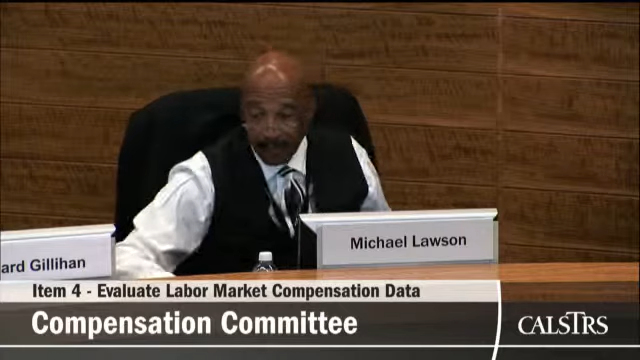 Michael Lawson
ard Gillihan
Item 4 - Evaluate Labor Market Compensation Data
Compensation Committee
CALSTRS